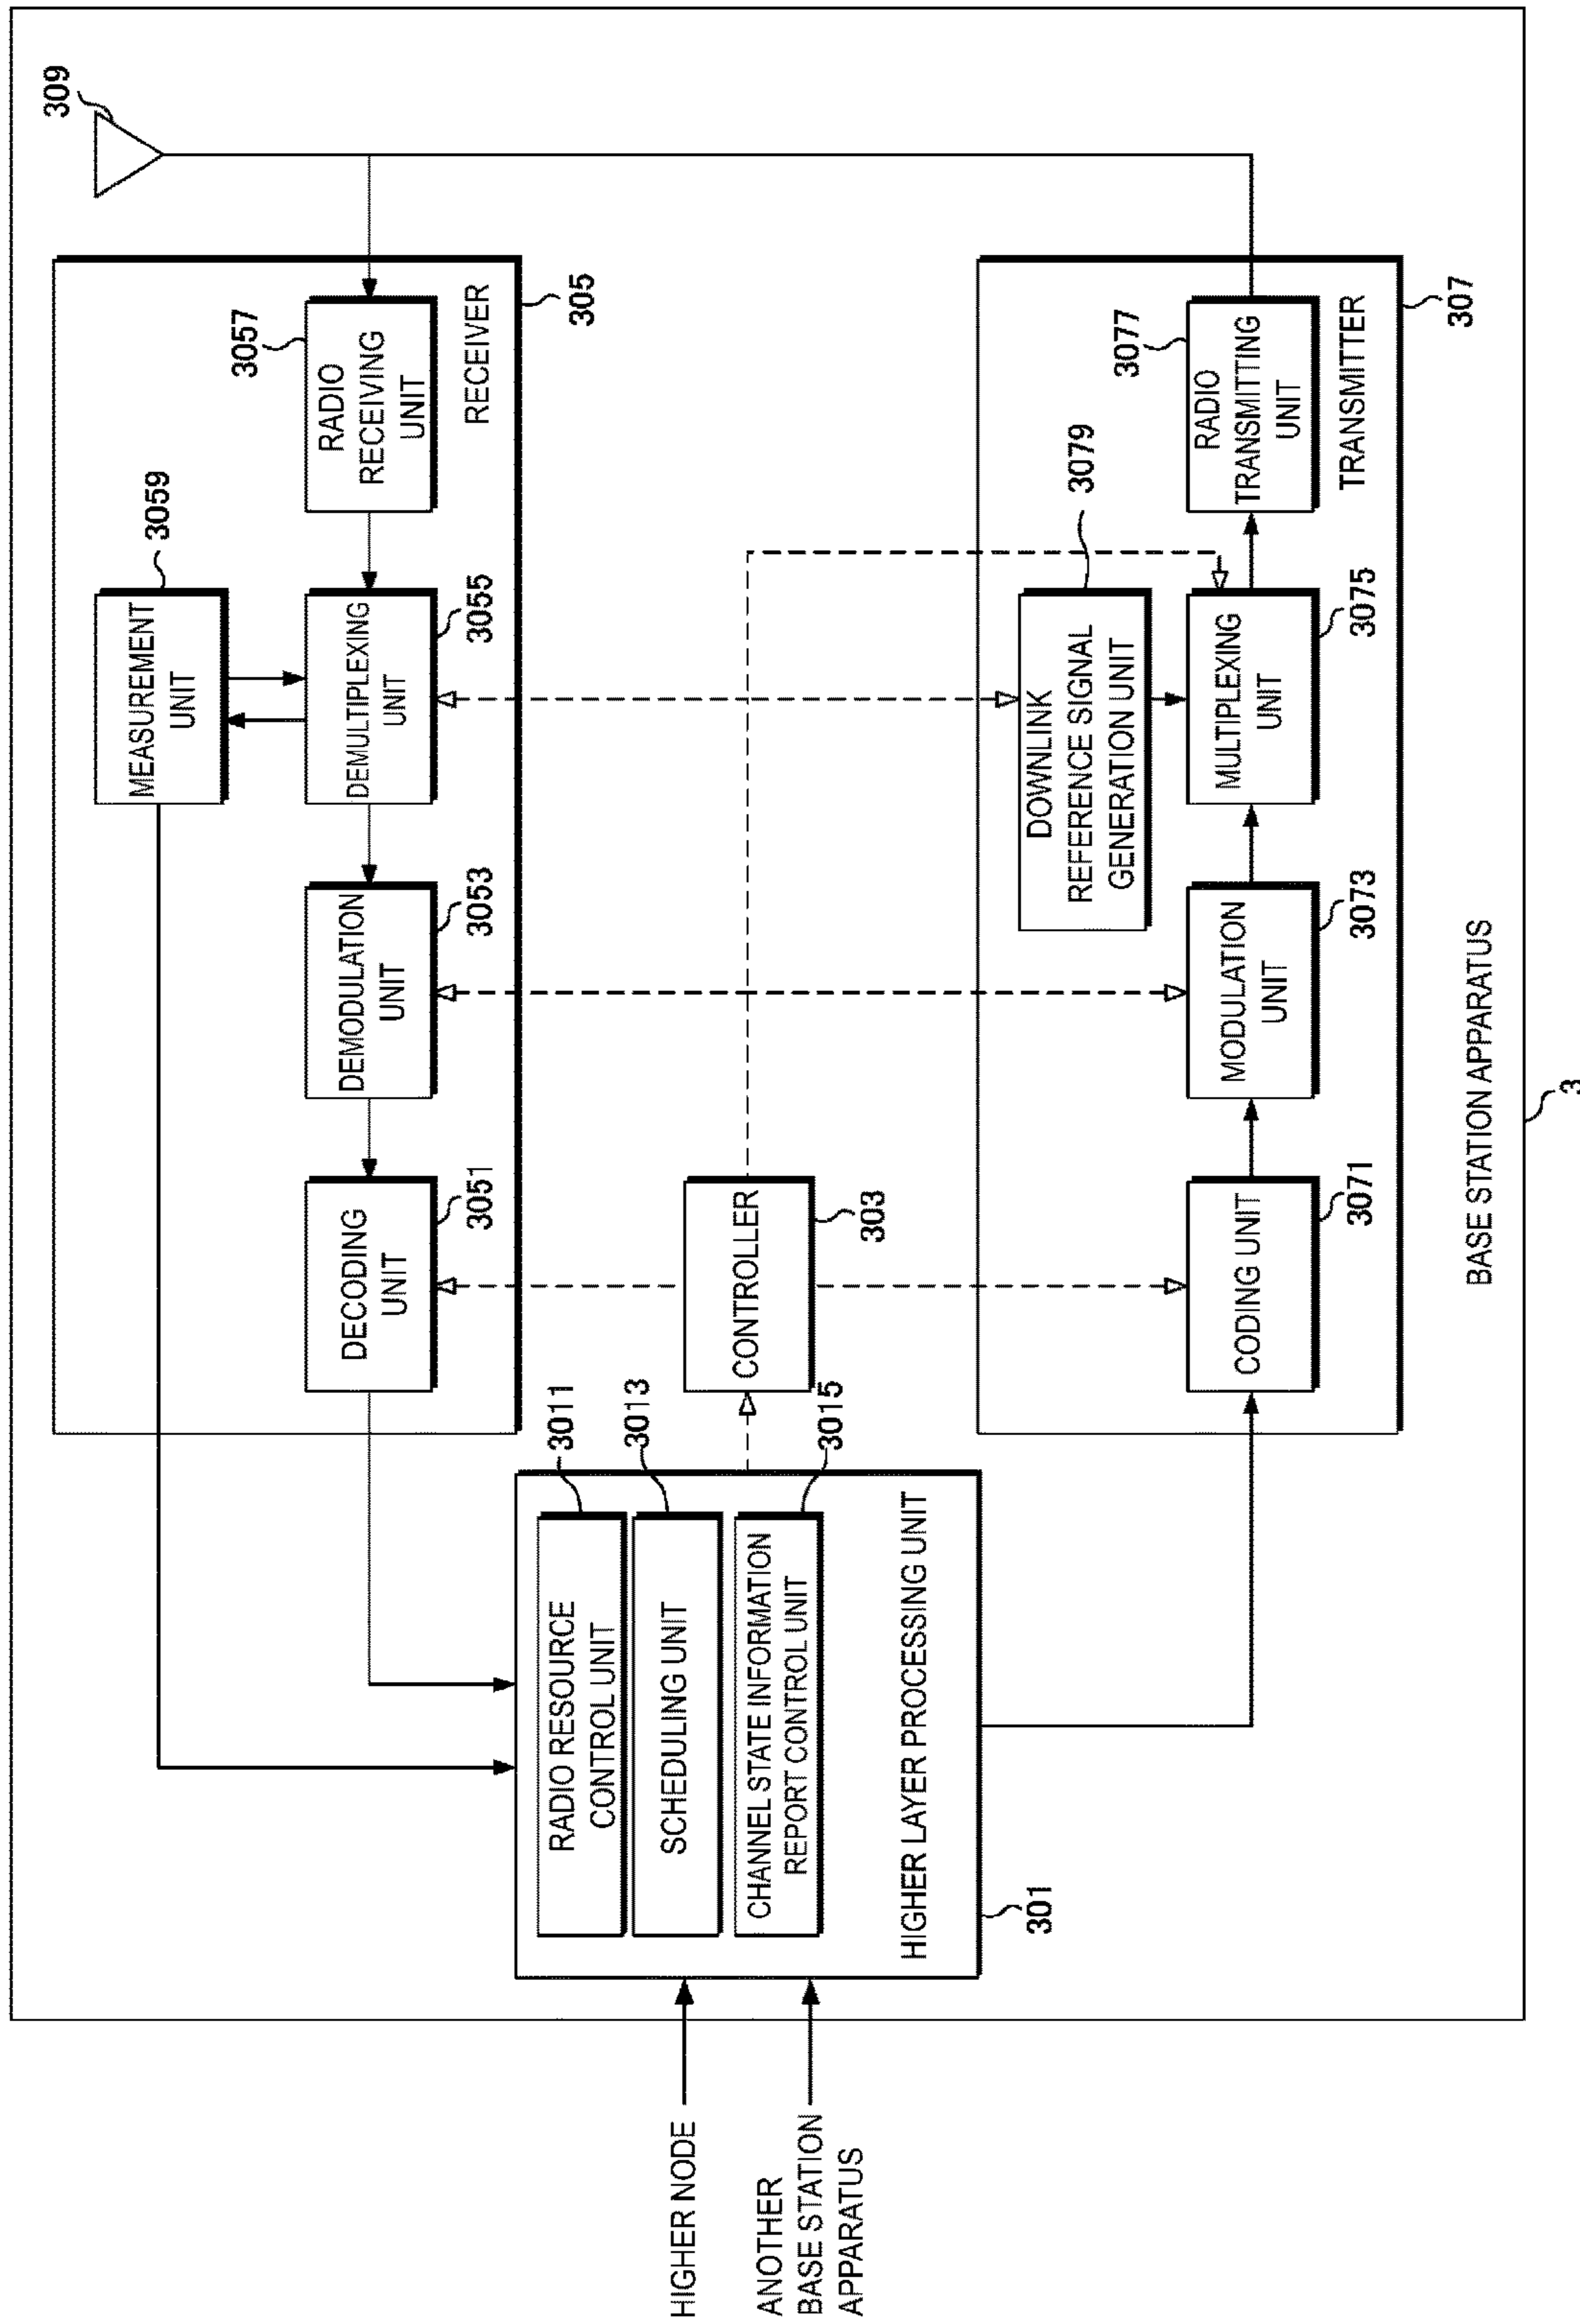 309
3059
MEASUREMENT
UNIT
3057
RADIO
RECEIVING
UNIT
DEMULTIPLEXING
UNIT
3055
DEMODULATION
UNIT
3053
DECODING
UNIT
3051
RECEIVER
305
HIGHER NODE
ANOTHER
BASE STATION
APPARATUS
RADIO RESOURCE
CONTROL UNIT
3011
SCHEDULING UNIT
3013
CHANNEL STATE INFORMATION
REPORT CONTROL UNIT
3015
HIGHER LAYER PROCESSING UNIT
301
CONTROLLER
303
DOWNLINK
REFERENCE SIGNAL
GENERATION UNIT
3079
CODING UNIT
3071
MODULATION
UNIT
3073
MULTIPLEXING
UNIT
3075
3077
RADIO
TRANSMITTING
UNIT
TRANSMITTER
307
BASE STATION APPARATUS
3